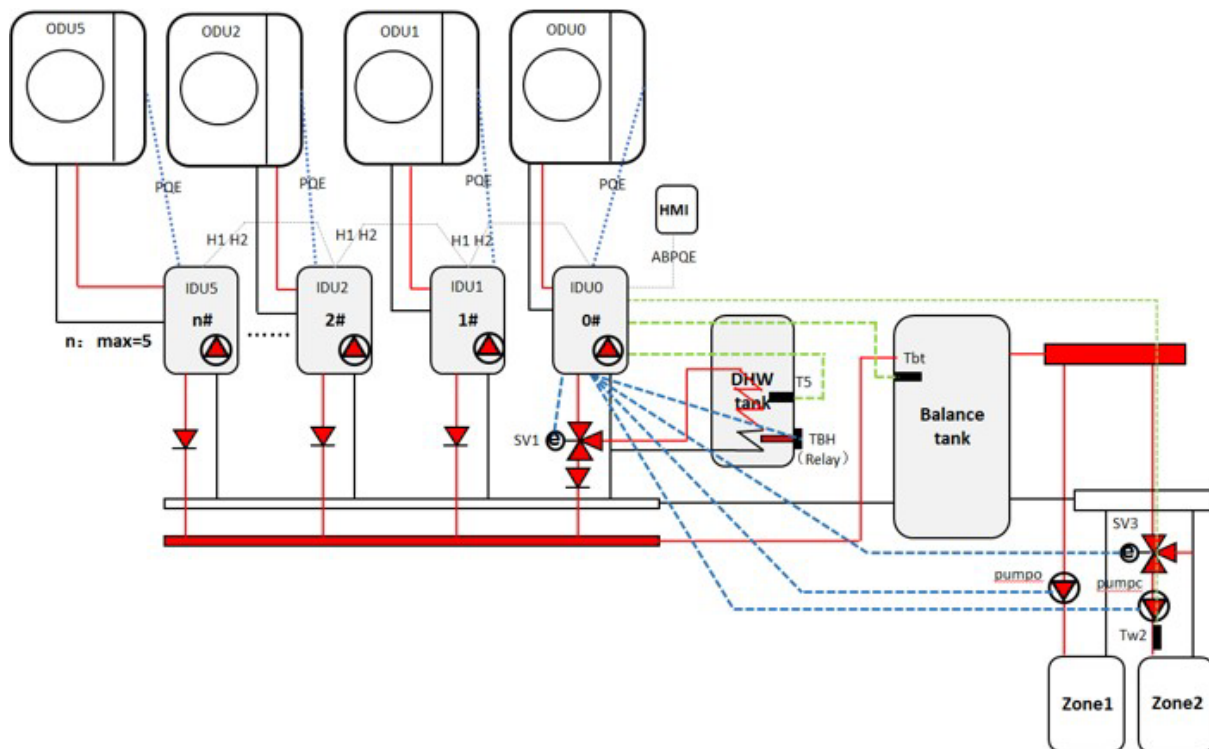 ODU5
ODU2
ODU1
ODU0
PQE
PQE
PQE
PQE
HMI
H1 H2
H1 H2
H1 H2
ABPQE
IDU5
IDU2
IDU1
IDU0
n#
2#
1#
0#
······
n： max=5
Tbt
T5
DHW
tank
Balance
tank
SV1
e
TBH
（Relay）
SV3
e
pumpo
pumpc
Tw2
Zone1
Zone2